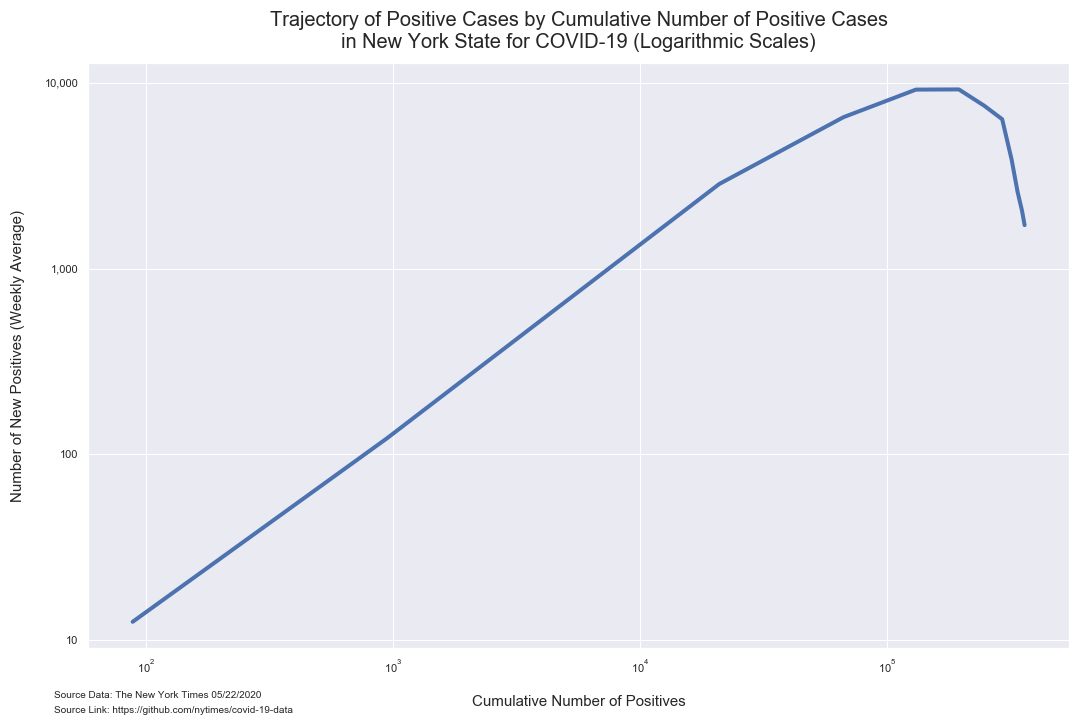 Trajectory of Positive Cases by Cumulative Number of Positive Cases
in New York State for COVID-19 (Logarithmic Scales)
Number of New Positives (Weekly Average)
10,000
1,000
100
10
10²
10³
10⁴
10⁵
Cumulative Number of Positives
Source Data: The New York Times 05/22/2020
Source Link: https://github.com/nytimes/covid-19-data